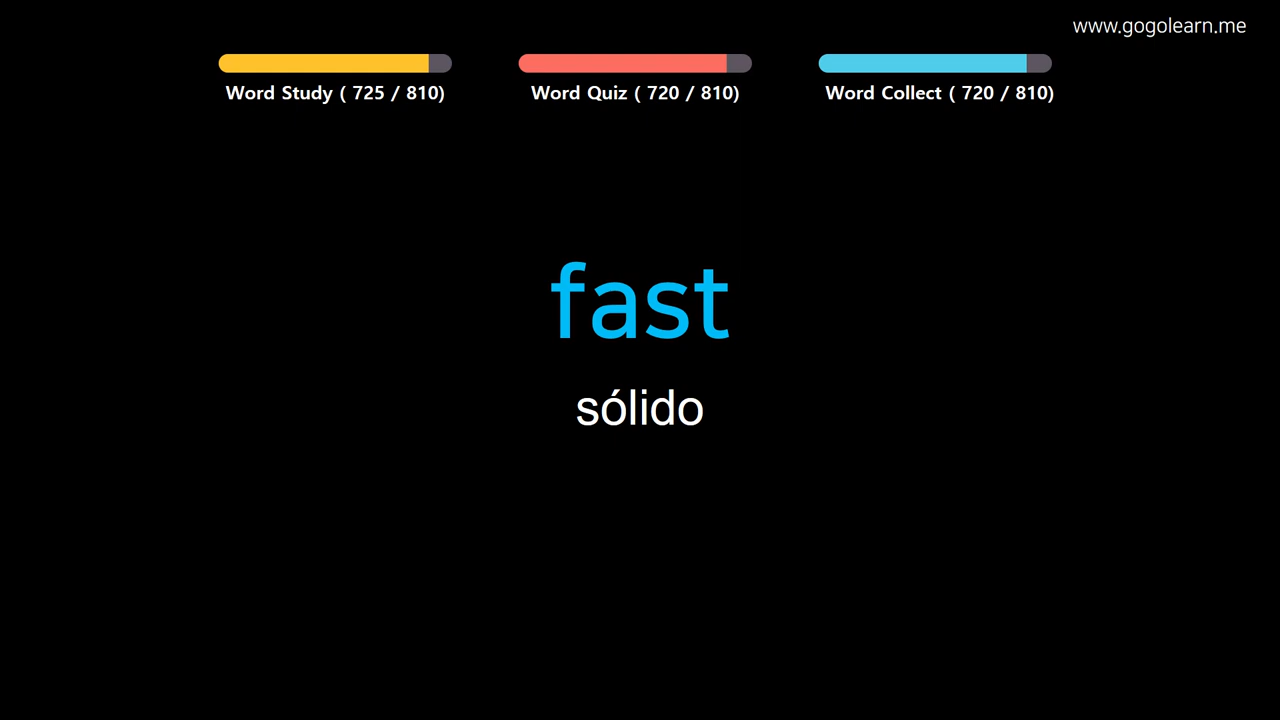 www.gogolearn.me
Word Study ( 725 / 810)
Word Quiz ( 720 / 810)
Word Collect ( 720 / 810)
fast
sólido